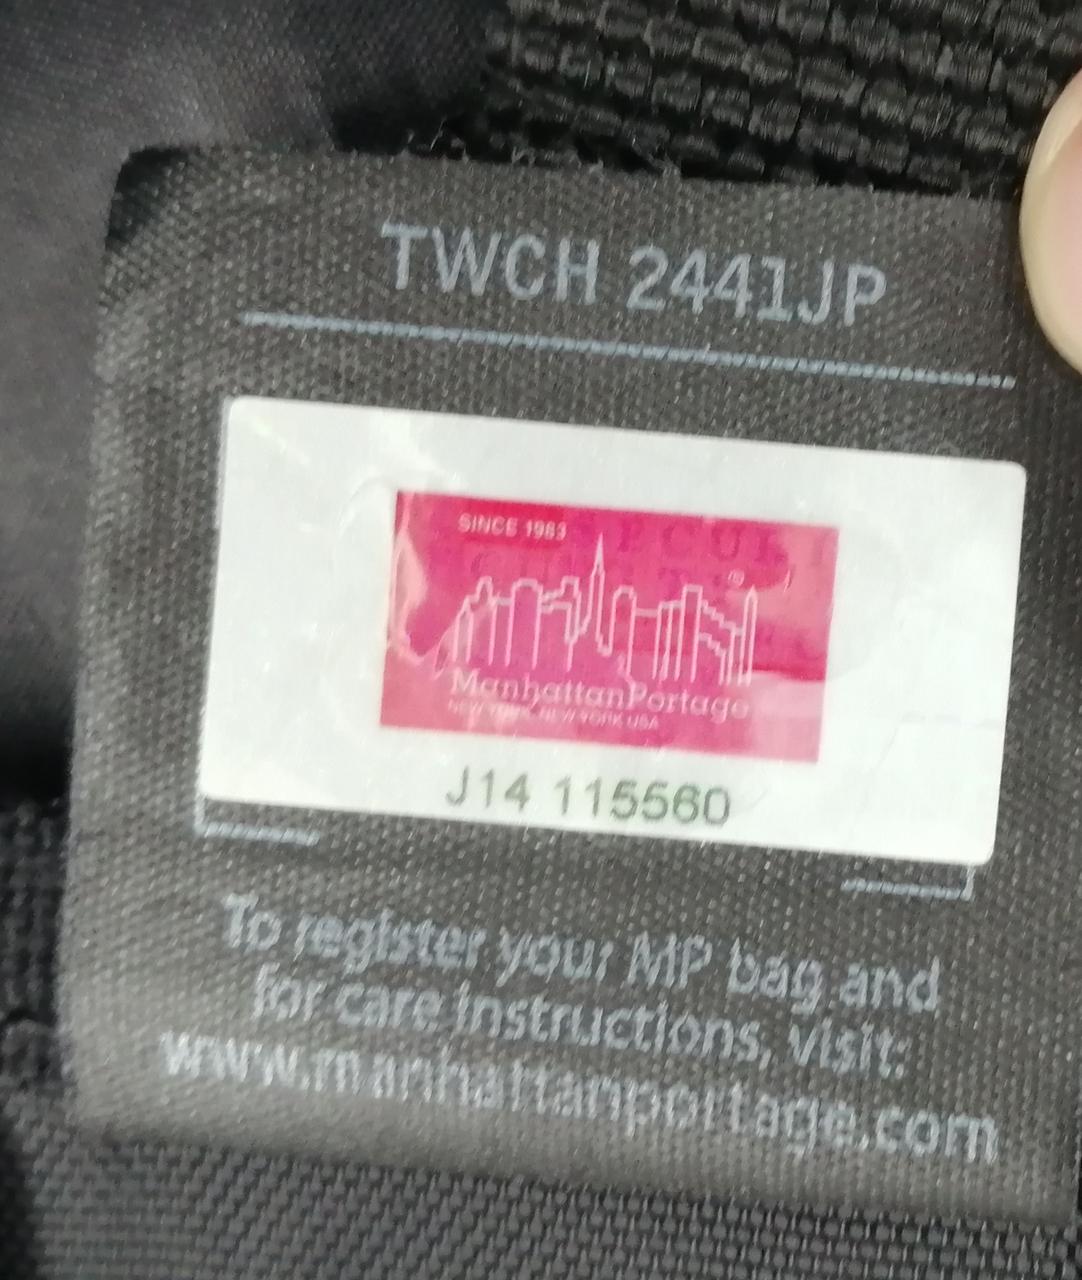 TWCH 2441JP
SINCE 1983
ManhattanPortage
NEW YORK, NEW YORK USA
J14 115560
To register your MP bag and
for care instructions, visit:
www.manhattanportage.com